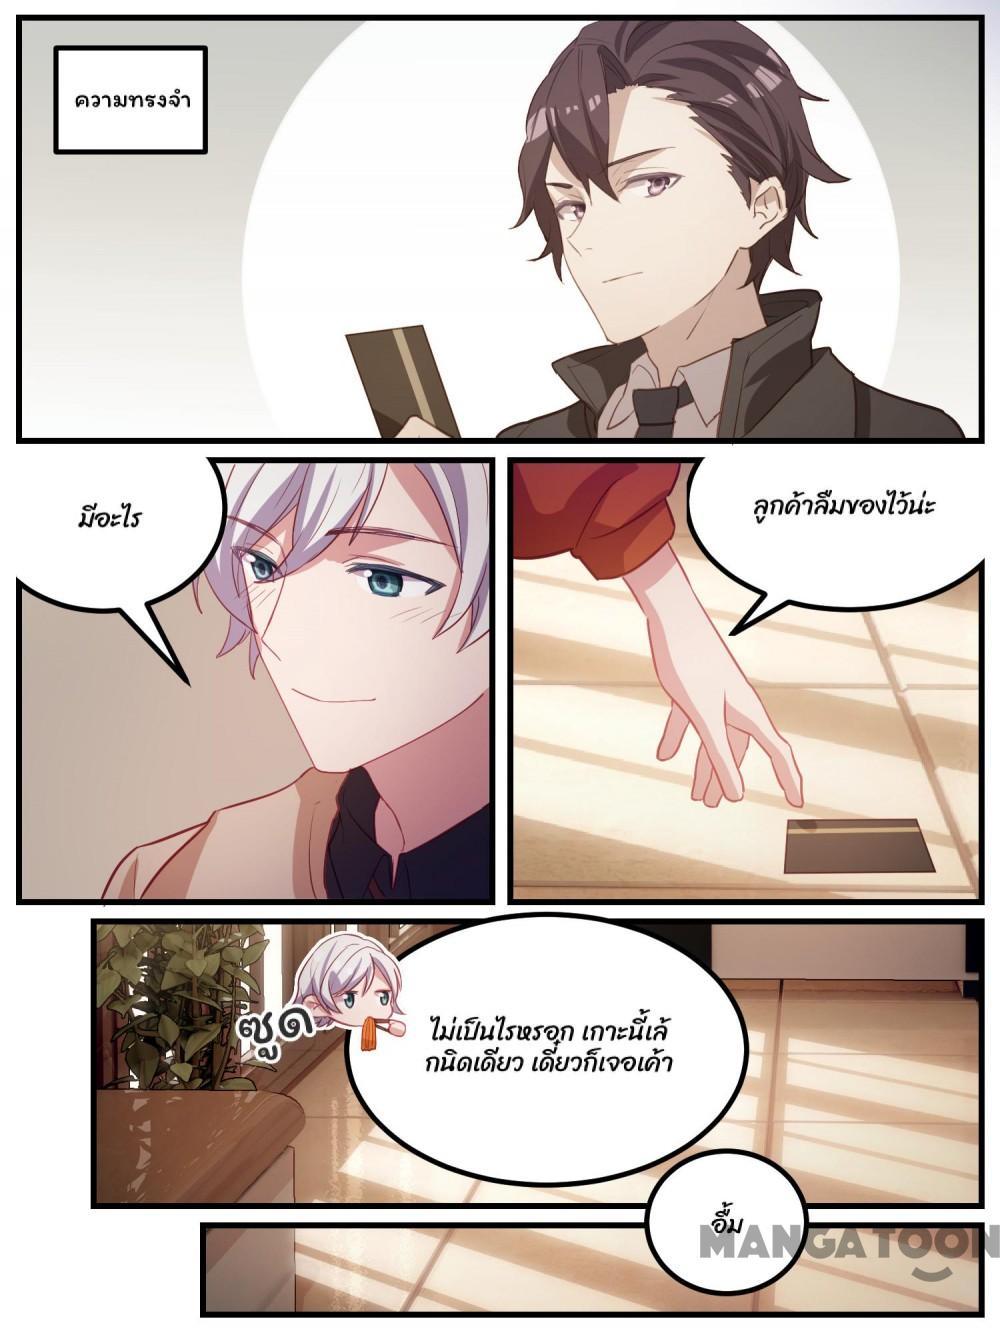 ความทรงจำ
มีอะไร
ลูกค้าลืมของไว้น่ะ
ซูด
ไม่เป็นไรหรอก เกาะนี้เล้
กนิดเดียว เดี๋ยวก็เจอเค้า
อื้ม
MANGATOON